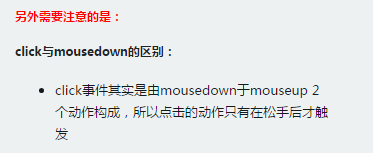 另外需要注意的是：
click与mousedown的区别：
click事件其实是由mousedown于mouseup 2
个动作构成，所以点击的动作只有在松手后才触
发